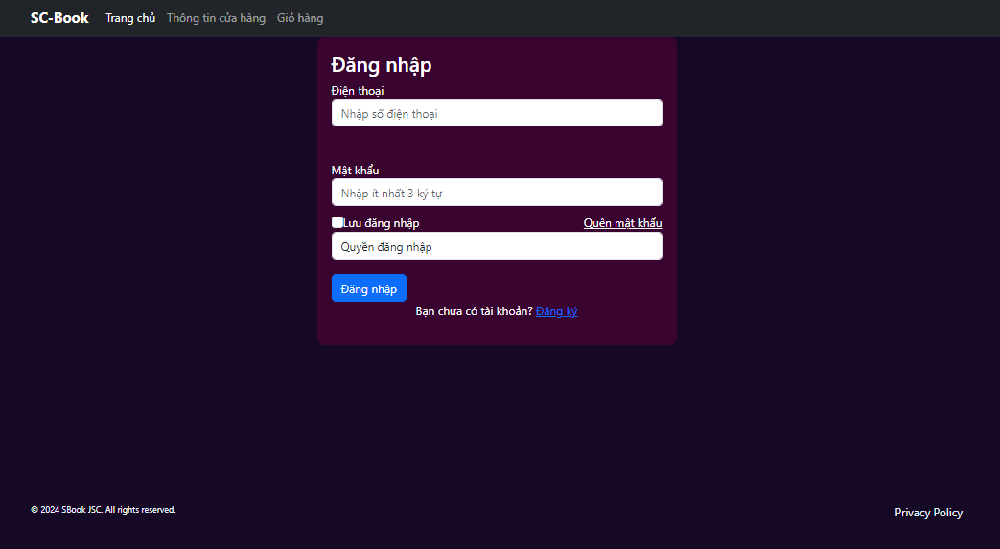 SC-Book Trang chủ Thông tin cửa hàng Giỏ hàng
Đăng nhập
Điện thoại
Nhập số điện thoại
Mật khẩu
Nhập ít nhất 3 ký tự
Lưu đăng nhập Quên mật khẩu
Quyền đăng nhập
Đăng nhập
Bạn chưa có tài khoản? Đăng ký
© 2024 SBook JSC. All rights reserved.
Privacy Policy